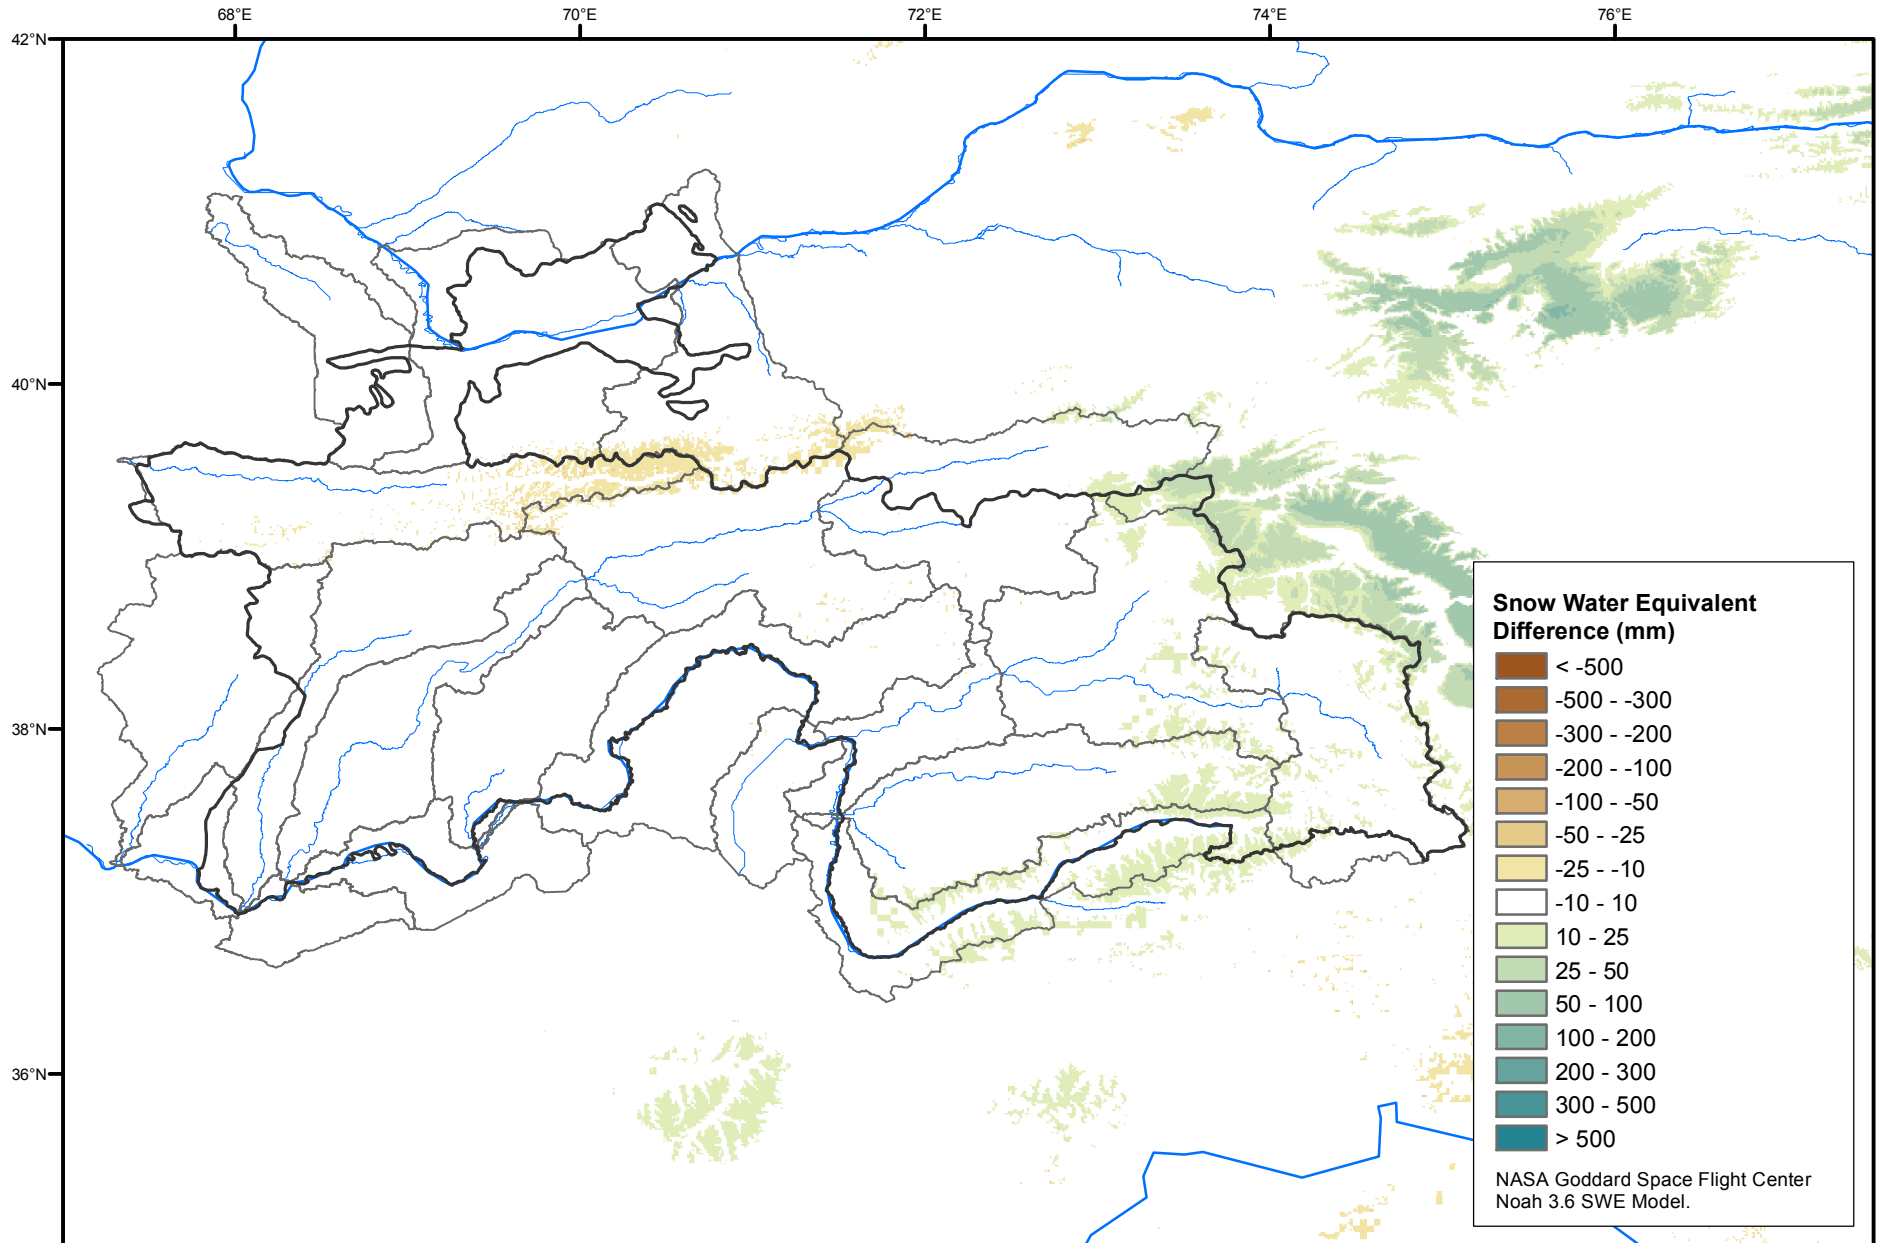 68°E 70°E 72°E 74°E 76°E
42°N
40°N
38°N
36°N
Snow Water Equivalent
Difference (mm)
< -500
-500 - -300
-300 - -200
-200 - -100
-100 - -50
-50 - -25
-25 - -10
-10 - 10
10 - 25
25 - 50
50 - 100
100 - 200
200 - 300
300 - 500
> 500
NASA Goddard Space Flight Center
Noah 3.6 SWE Model.